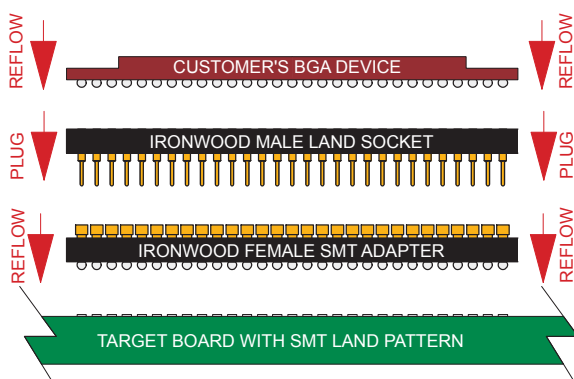 REFLOW
REFLOW
CUSTOMER'S BGA DEVICE
PLUG
PLUG
IRONWOOD MALE LAND SOCKET
REFLOW
REFLOW
IRONWOOD FEMALE SMT ADAPTER
TARGET BOARD WITH SMT LAND PATTERN